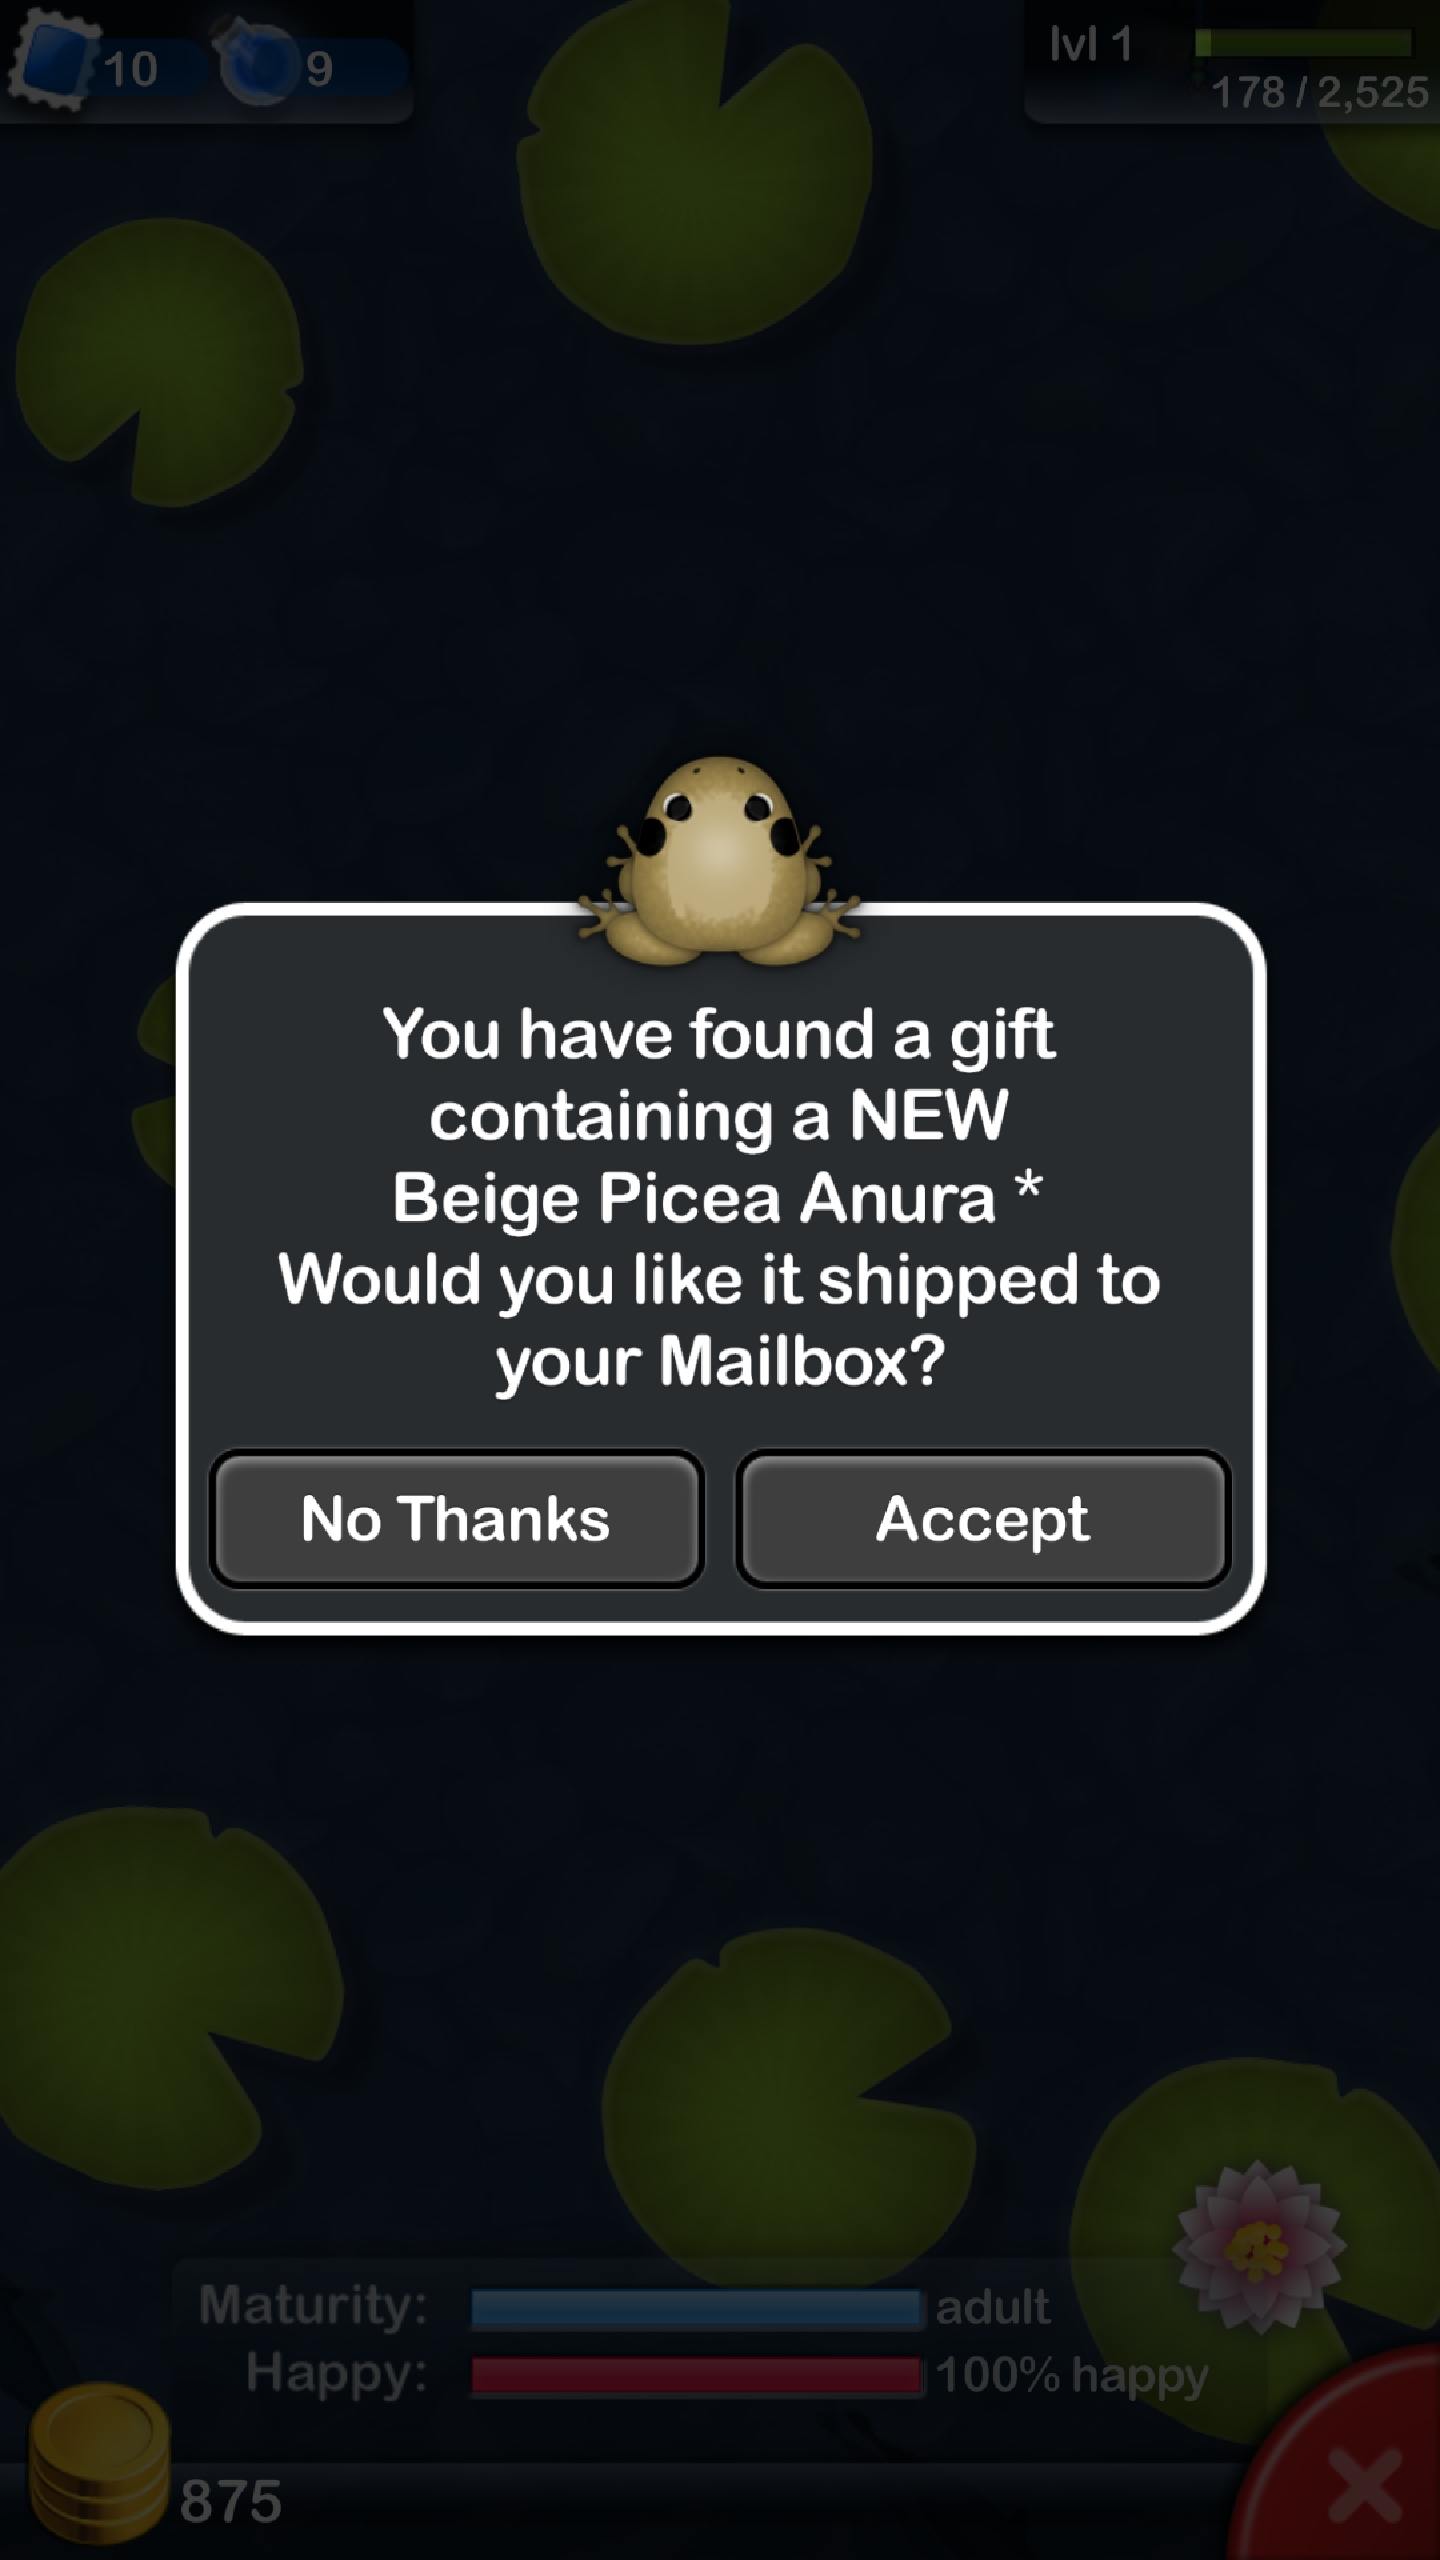 10 9 lvl 1
178 / 2,525
You have found a gift
containing a NEW
Beige Picea Anura *
Would you like it shipped to
your Mailbox?
No Thanks Accept
Maturity: adult
Happy: 100% happy
875